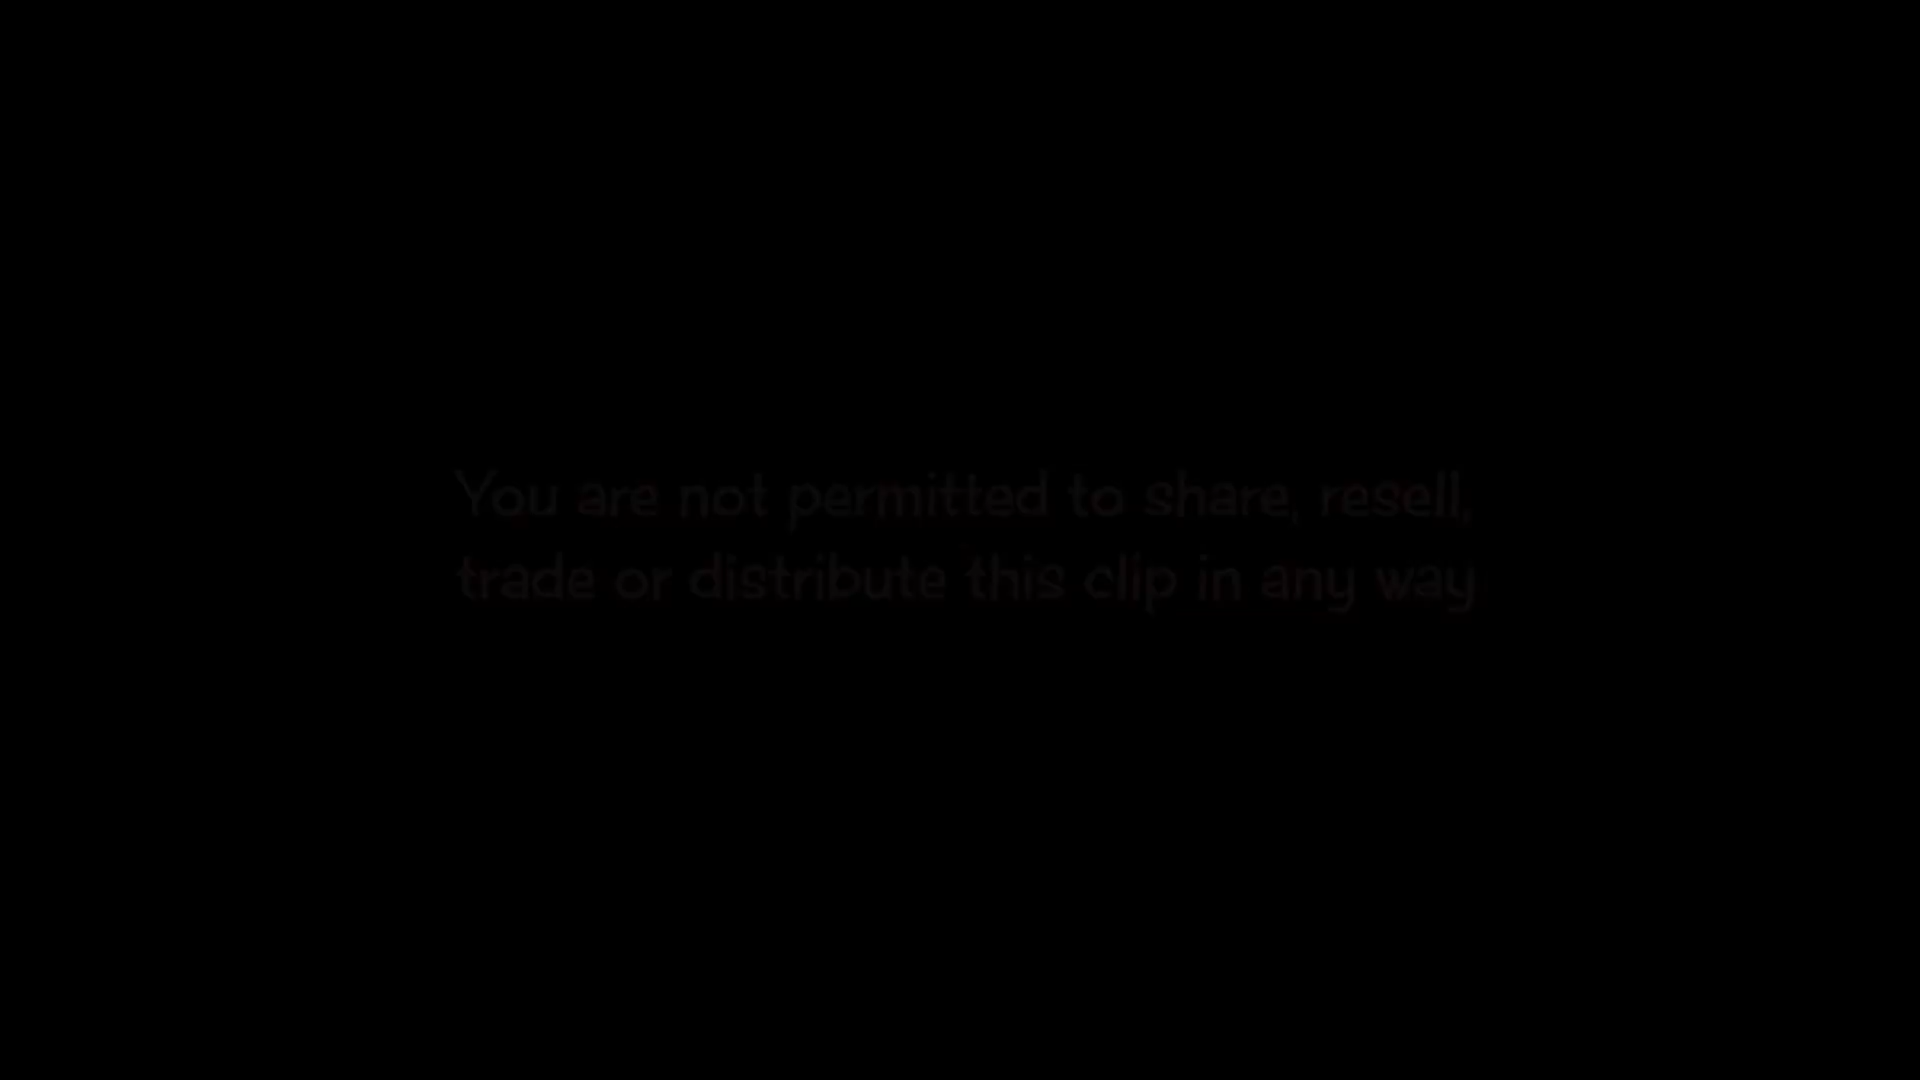 You are not permitted to share, resell,
trade or distribute this clip in any way